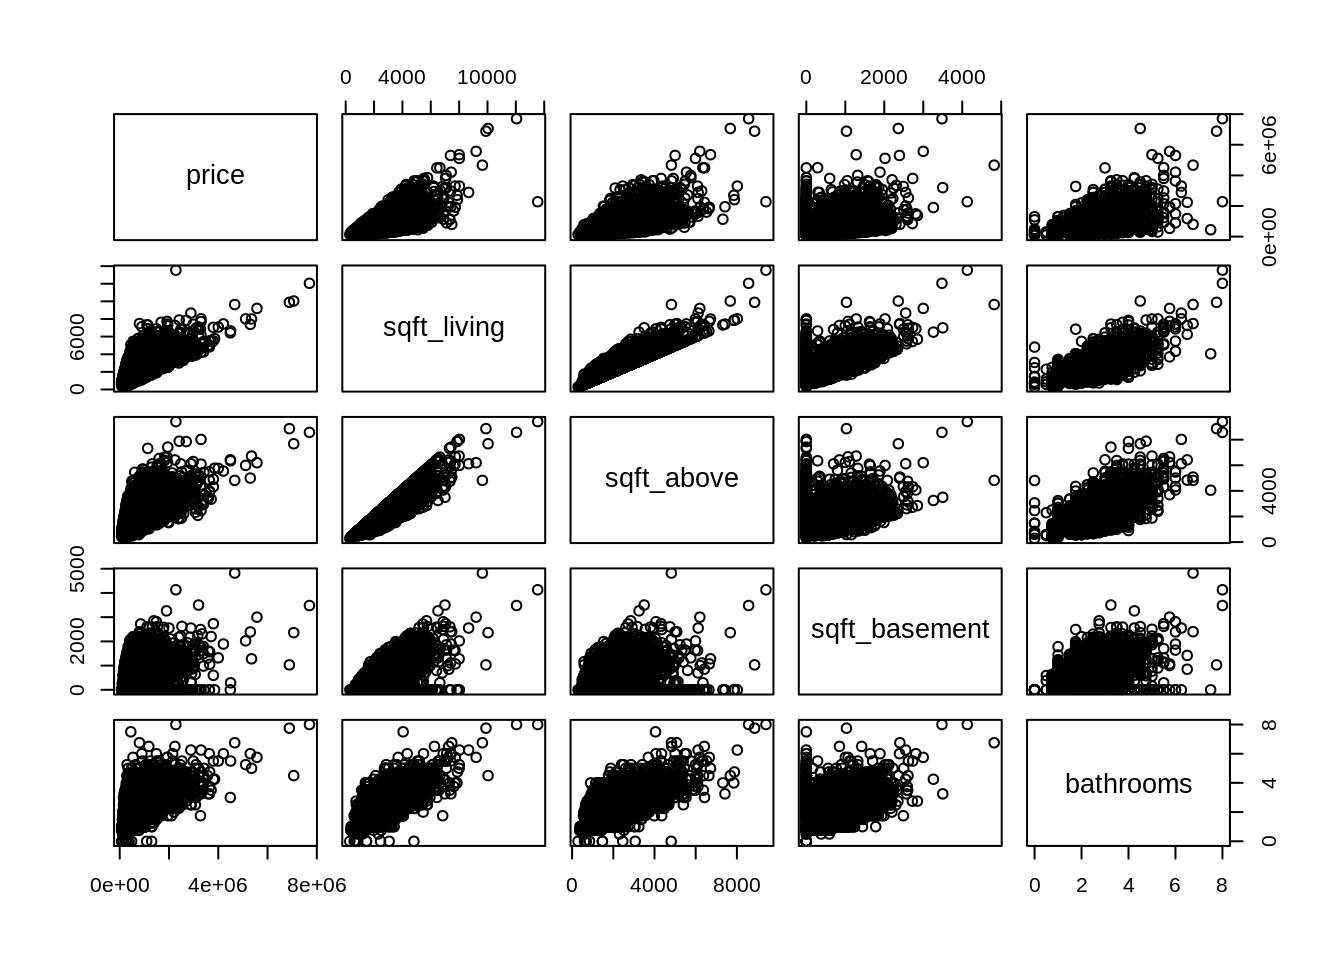 0 4000 10000 0 2000 4000
price 0e+00 6e+06
0 6000 sqft_living
sqft_above 0 4000
0 2000 5000 sqft_basement
bathrooms 0 4 8
0e+00 4e+06 8e+06 0 4000 8000 0 2 4 6 8